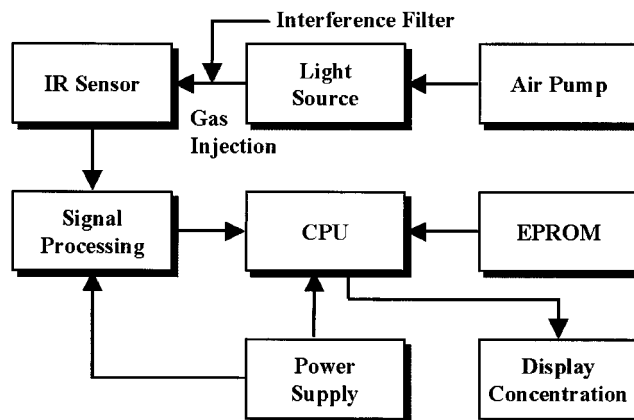 Interference Filter
IR Sensor
Light
Source
Air Pump
Gas
Injection
Signal
Processing
CPU
EPROM
Power
Supply
Display
Concentration